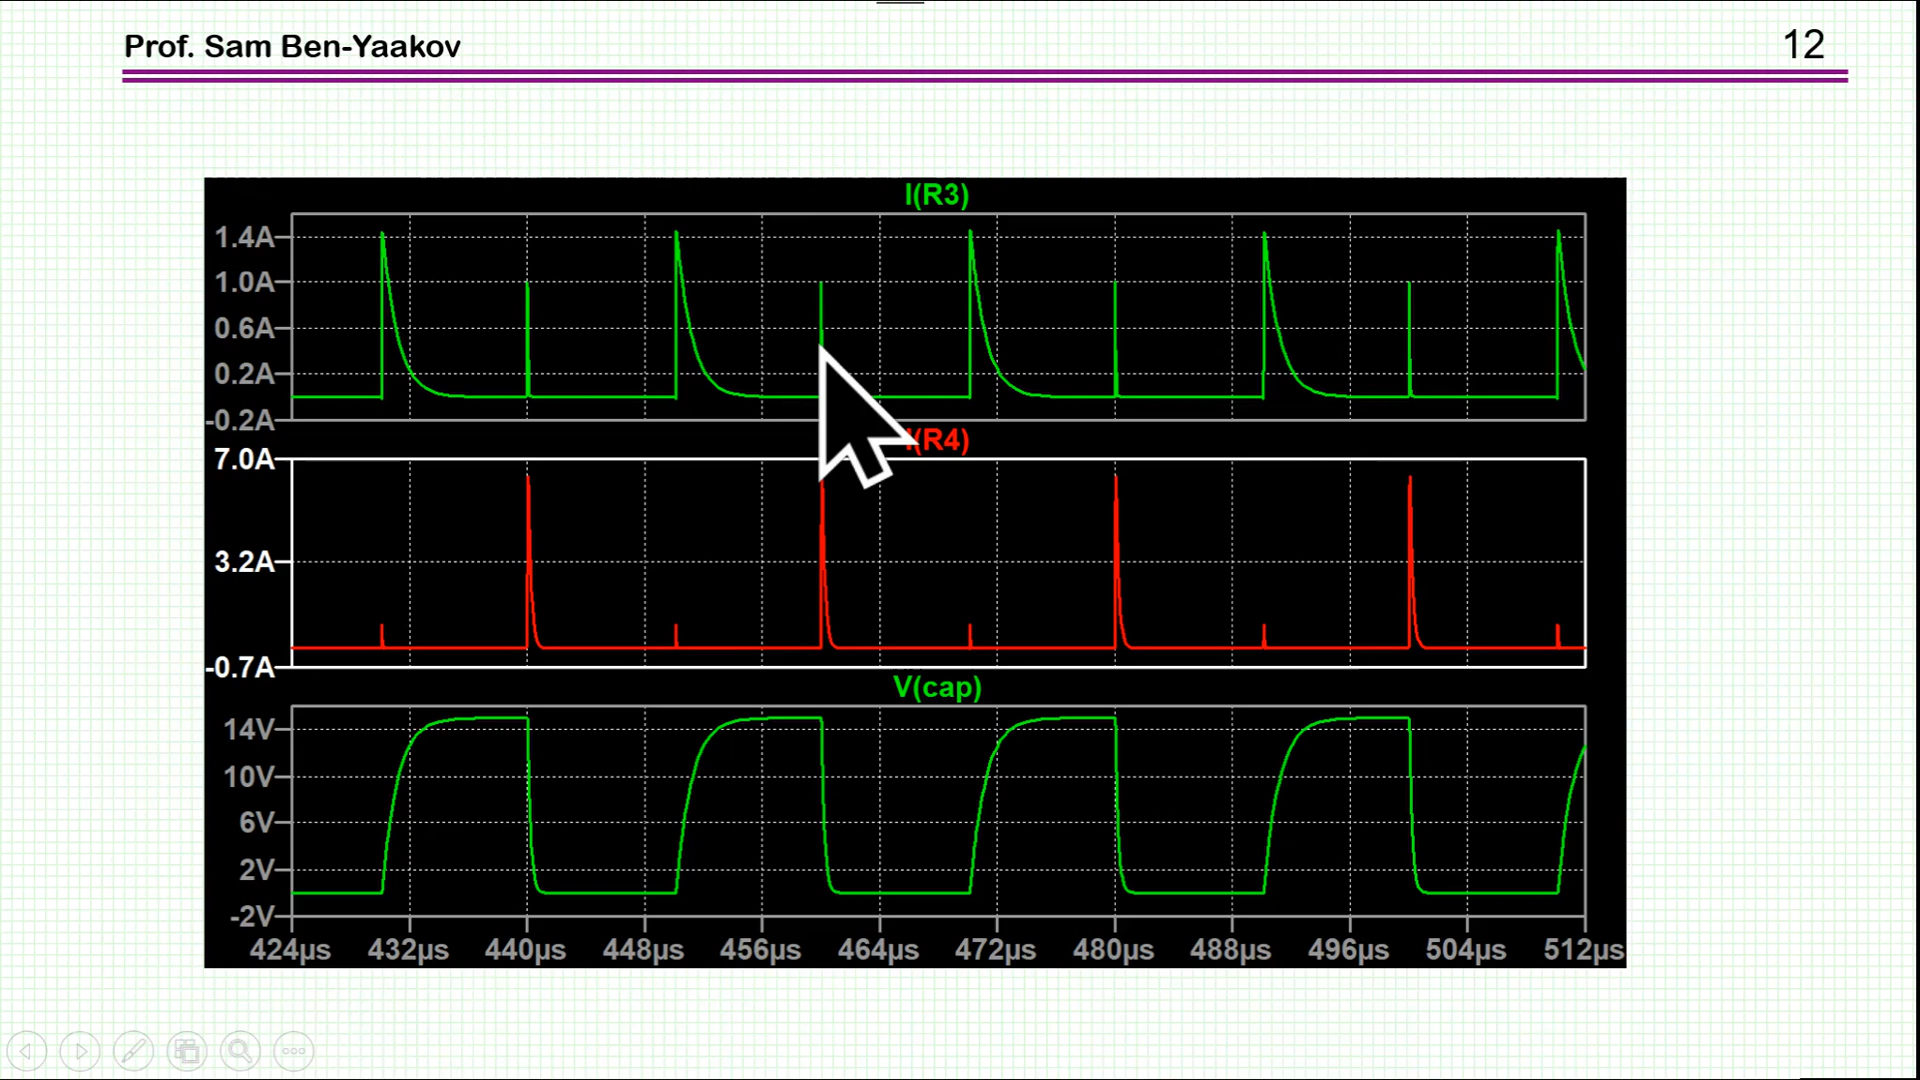 Prof. Sam Ben-Yaakov
12
I(R3)
1.4A
1.0A
0.6A
0.2A
-0.2A
I(R4)
7.0A
3.2A
-0.7A
V(cap)
14V
10V
6V
2V
-2V
424µs 432µs 440µs 448µs 456µs 464µs 472µs 480µs 488µs 496µs 504µs 512µs